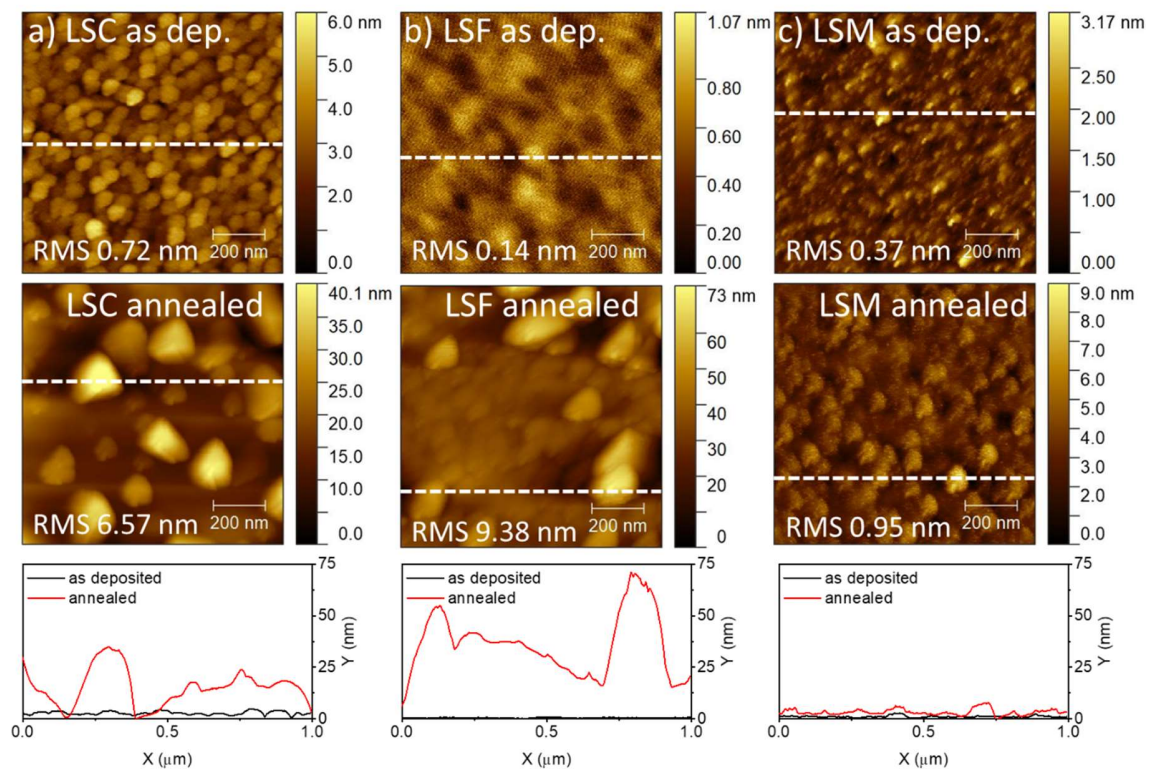 a) LSC as dep.
6.0 nm
5.0
4.0
3.0
2.0
1.0
0.0
RMS 0.72 nm
200 nm
b) LSF as dep.
1.07 nm
0.80
0.60
0.40
0.20
0.00
RMS 0.14 nm
200 nm
c) LSM as dep.
3.17 nm
2.50
2.00
1.50
1.00
0.00
RMS 0.37 nm
200 nm
LSC annealed
40.1 nm
35.0
30.0
25.0
20.0
15.0
10.0
0.0
RMS 6.57 nm
200 nm
LSF annealed
73 nm
60
50
40
30
20
0
RMS 9.38 nm
200 nm
LSM annealed
9.0 nm
8.0
7.0
6.0
5.0
4.0
3.0
2.0
0.0
RMS 0.95 nm
200 nm
as deposited
annealed
75
50
25
0
Y (nm)
0.0 0.5 1.0
X (μm)
as deposited
annealed
75
50
25
0
Y (nm)
0.0 0.5 1.0
X (μm)
as deposited
annealed
75
50
25
0
Y (nm)
0.0 0.5 1.0
X (μm)